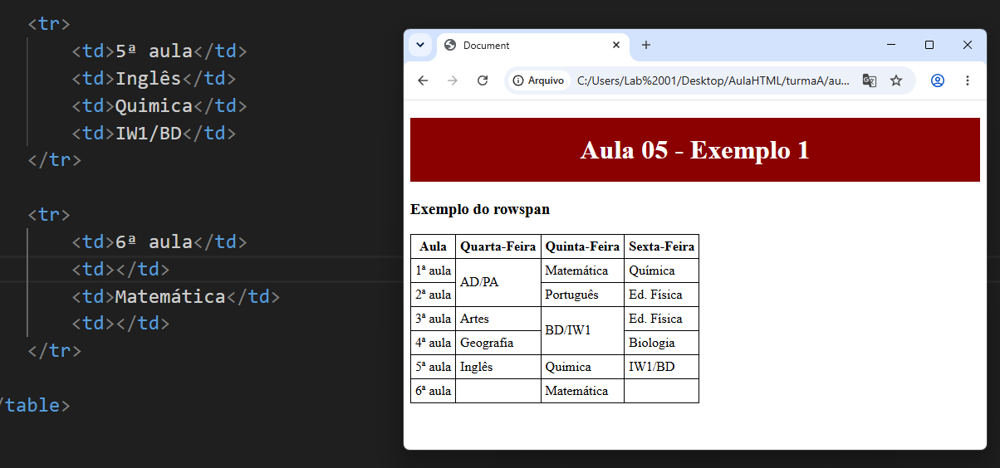 <tr>
<td>5ª aula</td>
<td>Inglês</td>
<td>Quimica</td>
<td>IW1/BD</td>
</tr>
<tr>
<td>6ª aula</td>
<td></td>
<td>Matemática</td>
<td></td>
</tr>
/table>
Document
Arquivo C:/Users/Lab%2001/Desktop/AulaHTML/turmaA/au...
Aula 05 - Exemplo 1
Exemplo do rowspan
Aula Quarta-Feira Quinta-Feira Sexta-Feira
1ª aula AD/PA Matemática Química
2ª aula Português Ed. Física
3ª aula Artes BD/IW1 Ed. Física
4ª aula Geografia Biologia
5ª aula Inglês Quimica IW1/BD
6ª aula Matemática